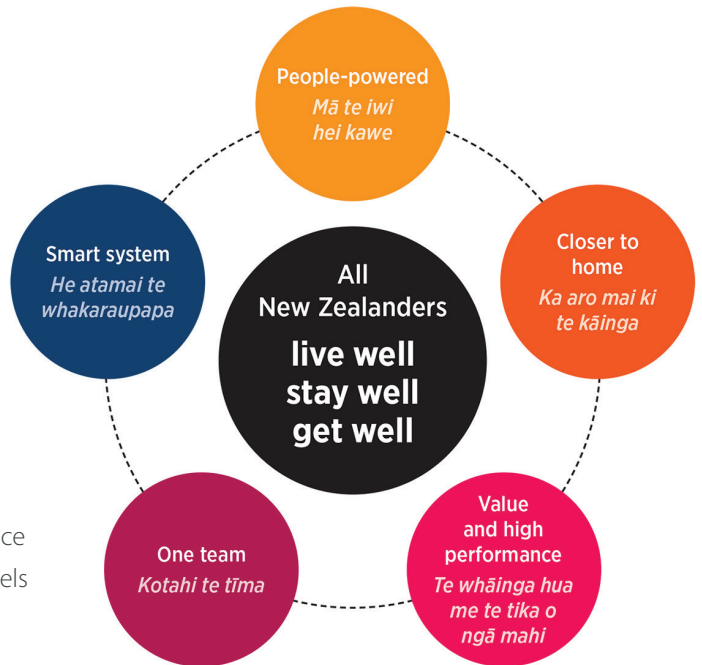 People-powered
Mā te iwi
hei kawe
Closer to
home
Ka aro mai ki
te kāinga
Value
and high
performance
Te whāinga hua
me te tika o
ngā mahi
One team
Kotahi te tīma
Smart system
He atamai te
whakaraupapa
All
New Zealanders
live well
stay well
get well